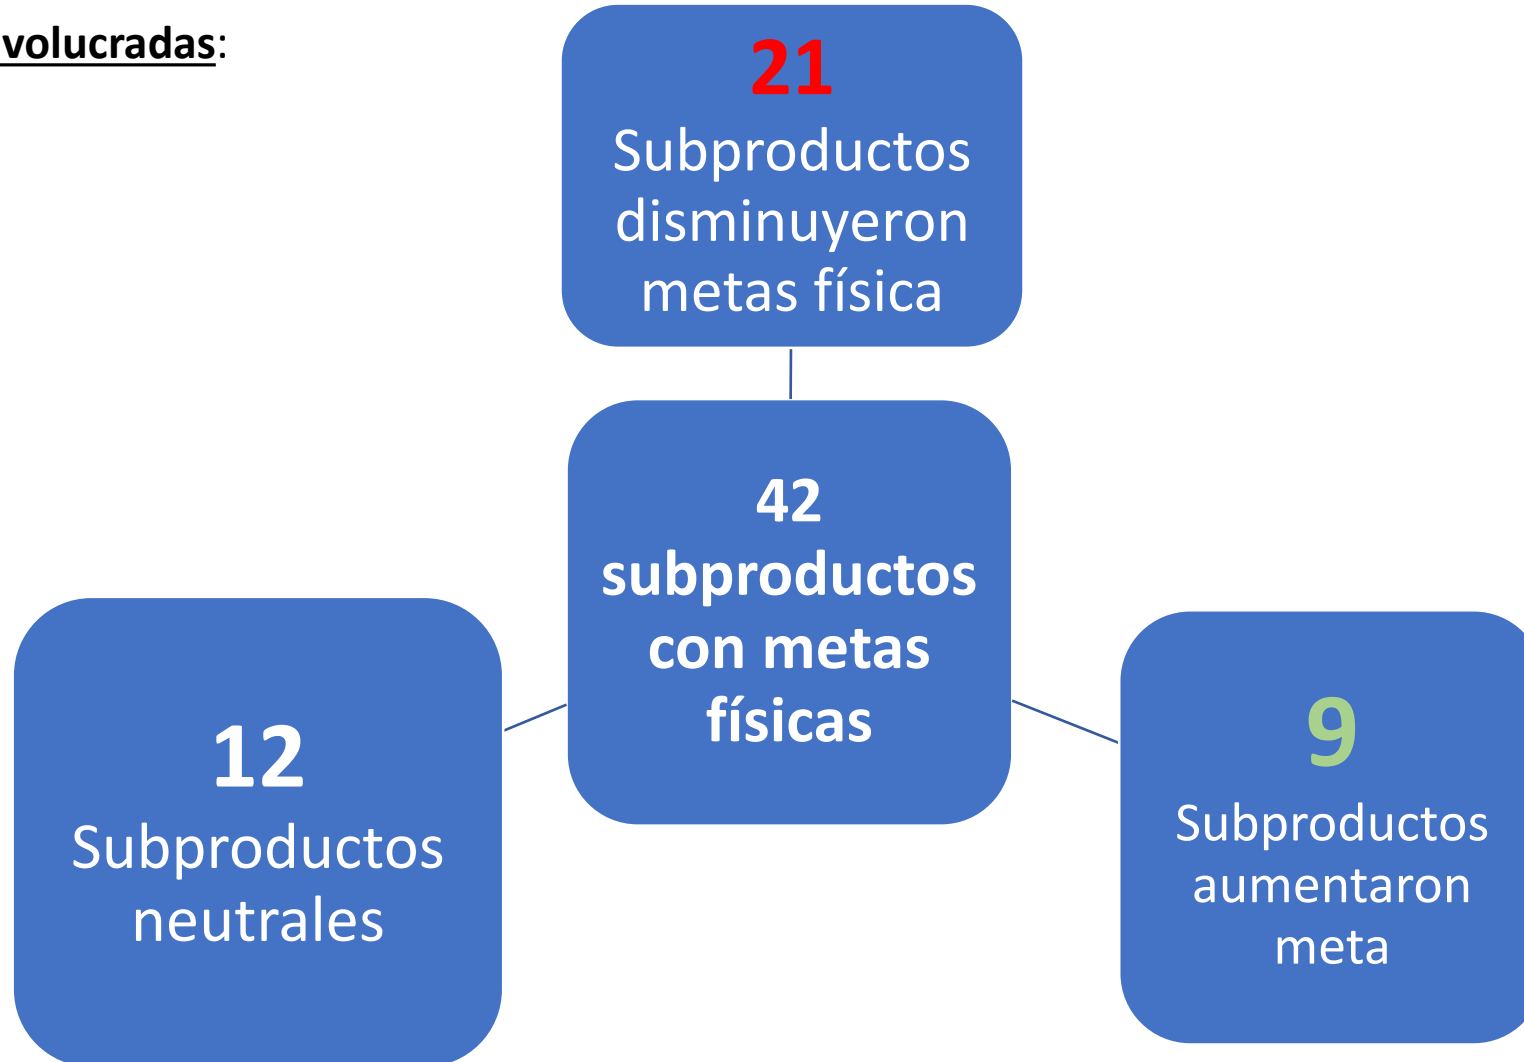 volucradas:
21
Subproductos
disminuyeron
metas física
42
subproductos
con metas
físicas
12
Subproductos
neutrales
9
Subproductos
aumentaron
meta